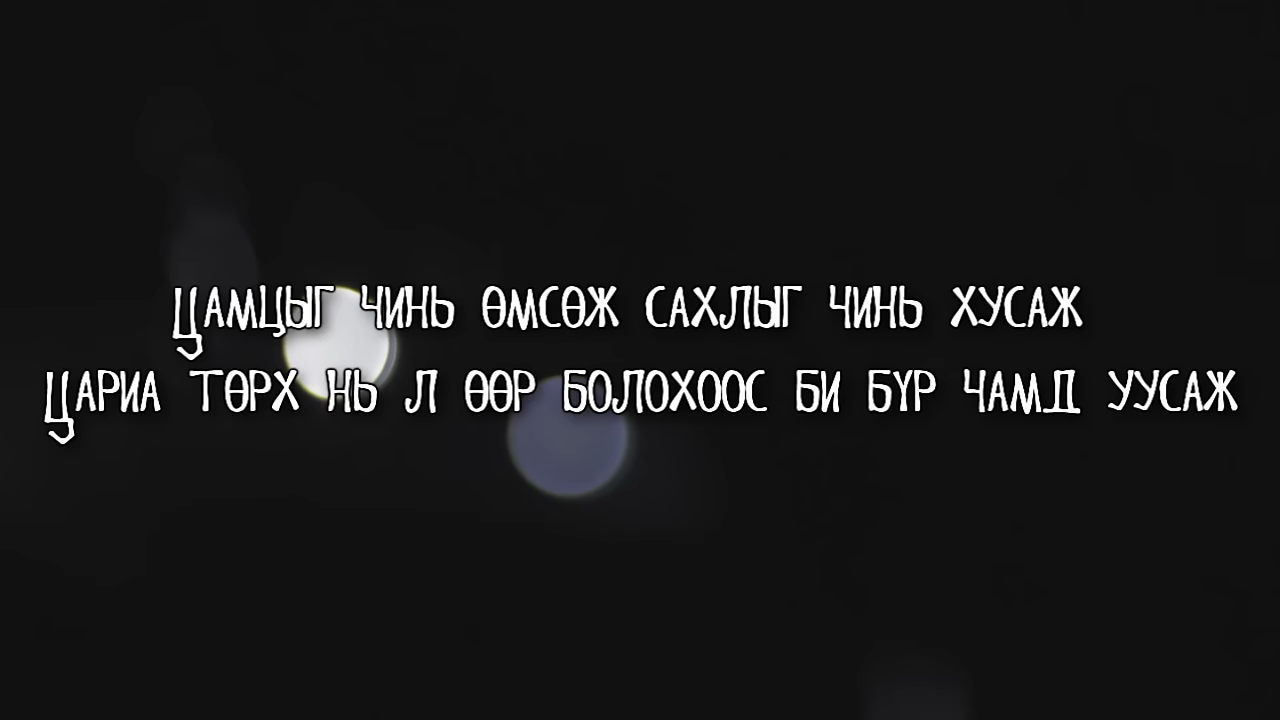 Цамцыг чинь өмсөж сахлыг чинь хусаж
Цариа төрх нь л өөр болохоос би бүр чамд уусаж